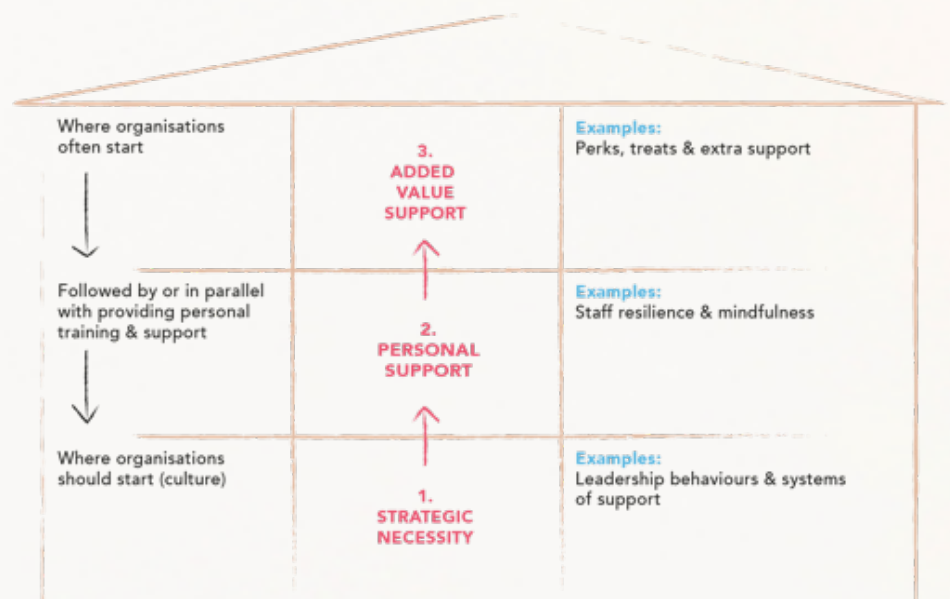 Where organisations
often start
3.
ADDED
VALUE
SUPPORT
Examples:
Perks, treats & extra support
Followed by or in parallel
with providing personal
training & support
2.
PERSONAL
SUPPORT
Examples:
Staff resilience & mindfulness
Where organisations
should start (culture)
1.
STRATEGIC
NECESSITY
Examples:
Leadership behaviours & systems
of support